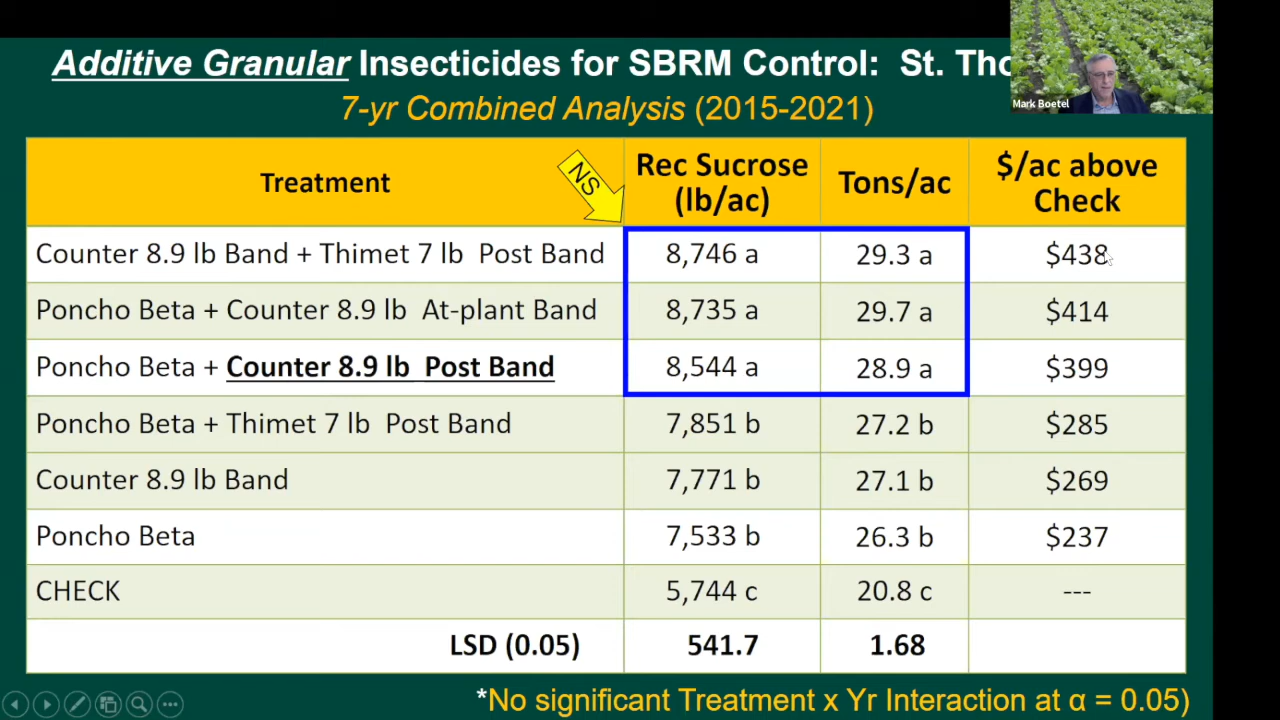 Additive Granular Insecticides for SBRM Control: St. Tho
Mark Boetel
7-yr Combined Analysis (2015-2021)
Treatment
NS
Rec Sucrose
(lb/ac)
Tons/ac
$/ac above
Check
Counter 8.9 lb Band + Thimet 7 lb Post Band 8,746 a 29.3 a $438
Poncho Beta + Counter 8.9 lb At-plant Band 8,735 a 29.7 a $414
Poncho Beta + Counter 8.9 lb Post Band 8,544 a 28.9 a $399
Poncho Beta + Thimet 7 lb Post Band 7,851 b 27.2 b $285
Counter 8.9 lb Band 7,771 b 27.1 b $269
Poncho Beta 7,533 b 26.3 b $237
CHECK 5,744 c 20.8 c ---
LSD (0.05) 541.7 1.68
*No significant Treatment x Yr Interaction at α = 0.05)